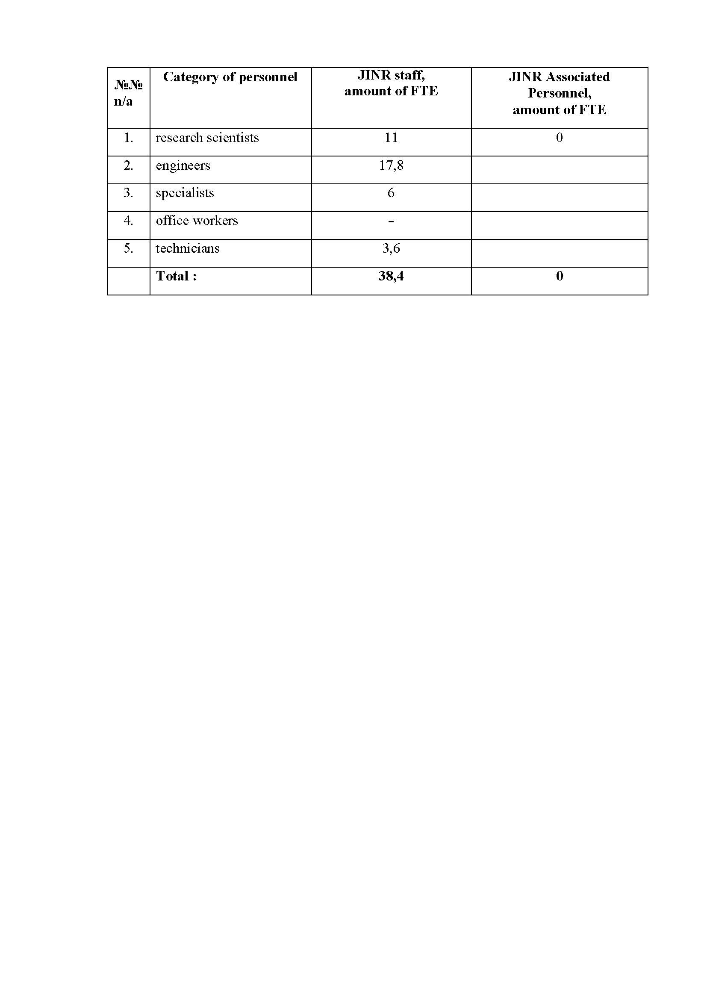 №№
n/a
Category of personnel
JINR staff,
amount of FTE
JINR Associated
Personnel,
amount of FTE
1. research scientists 11 0
2. engineers 17,8
3. specialists 6
4. office workers -
5. technicians 3,6
Total : 38,4 0